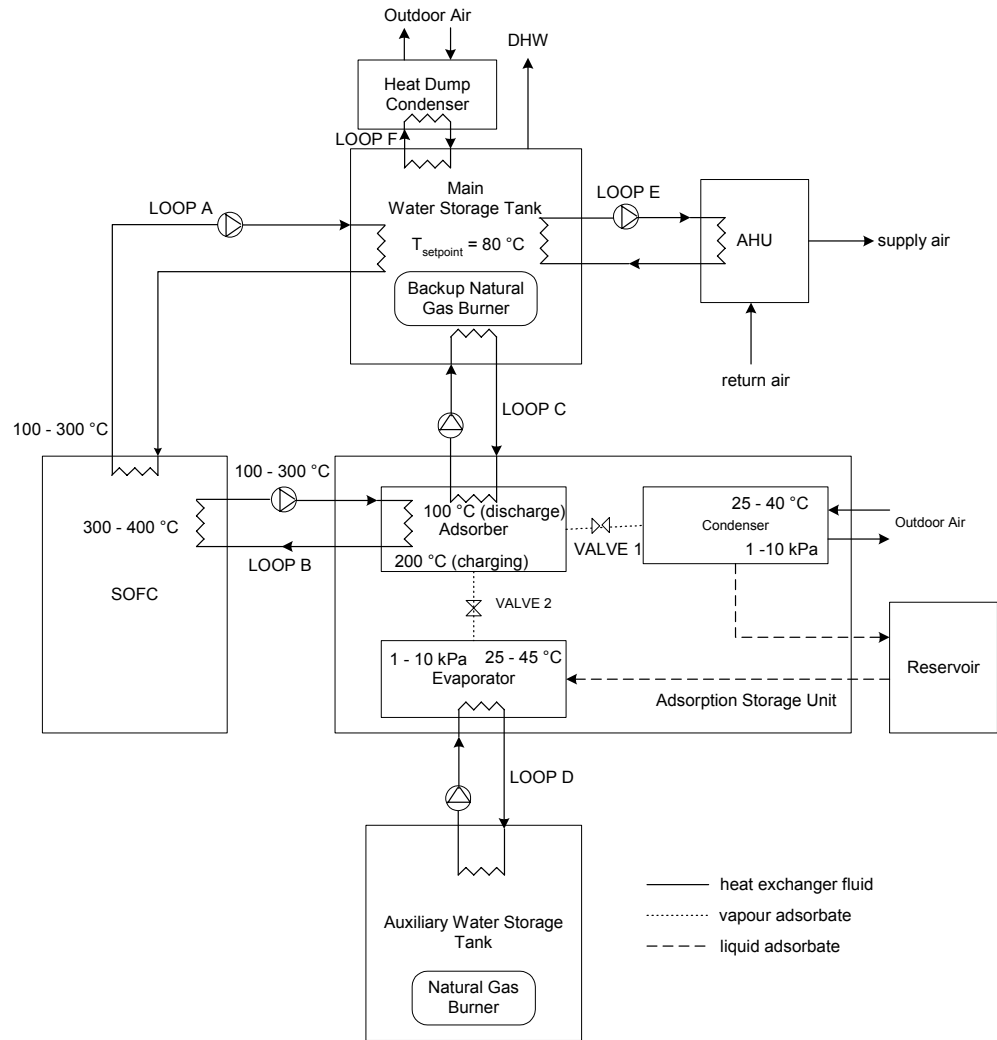 Outdoor Air
DHW
Heat Dump
Condenser
LOOP F
Main
Water Storage Tank
T setpoint = 80 °C
Backup Natural
Gas Burner
LOOP A
LOOP E
AHU
supply air
return air
LOOP C
100 - 300 °C
100 - 300 °C
300 - 400 °C
SOFC
LOOP B
100 °C (discharge)
Adsorber
200 °C (charging)
VALVE 1
25 - 40 °C
Condenser
1 -10 kPa
Outdoor Air
VALVE 2
1 - 10 kPa
25 - 45 °C
Evaporator
Adsorption Storage Unit
Reservoir
LOOP D
Auxiliary Water Storage
Tank
Natural Gas
Burner
heat exchanger fluid
vapour adsorbate
liquid adsorbate